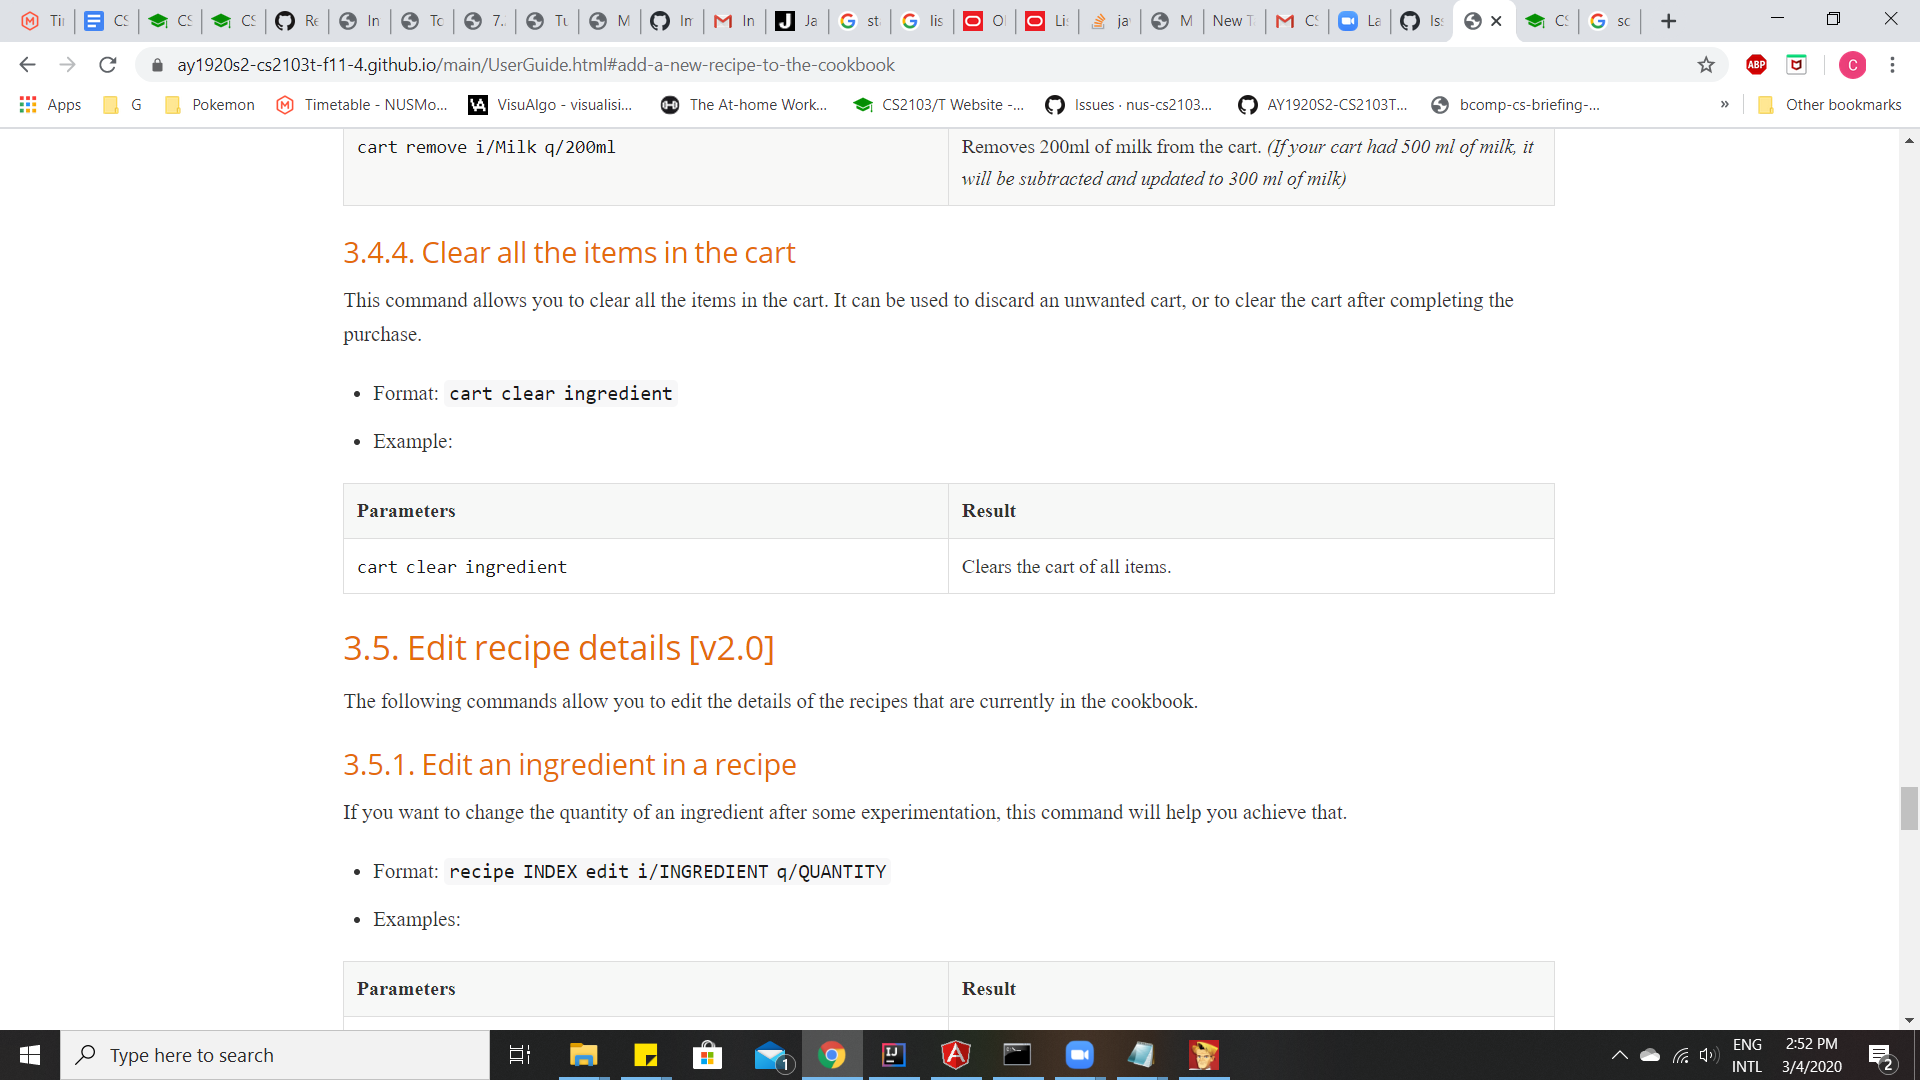 Tir
CS
CS
CS
Re
In
To
7.
Tu
M
Im
In
Ja
st
lis
O
Lis
ja
M
New T
CS
La
Iss
CS
sc
ay1920s2-cs2103t-f11-4.github.io/main/UserGuide.html#add-a-new-recipe-to-the-cookbook
ABP
C
Apps
G
Pokemon
Timetable - NUSMo...
VisuAlgo - visualisi...
The At-home Work...
CS2103/T Website -...
Issues · nus-cs2103...
AY1920S2-CS2103T...
bcomp-cs-briefing-...
»
Other bookmarks
cart remove i/Milk q/200ml
Removes 200ml of milk from the cart. (If your cart had 500 ml of milk, it
will be subtracted and updated to 300 ml of milk)
3.4.4. Clear all the items in the cart
This command allows you to clear all the items in the cart. It can be used to discard an unwanted cart, or to clear the cart after completing the
purchase.
• Format: cart clear ingredient
• Example:
Parameters
Result
cart clear ingredient
Clears the cart of all items.
3.5. Edit recipe details [v2.0]
The following commands allow you to edit the details of the recipes that are currently in the cookbook.
3.5.1. Edit an ingredient in a recipe
If you want to change the quantity of an ingredient after some experimentation, this command will help you achieve that.
• Format: recipe INDEX edit i/INGREDIENT q/QUANTITY
• Examples:
Parameters
Result
Type here to search
1
IJ
ENG
INTL
2:52 PM
3/4/2020
2